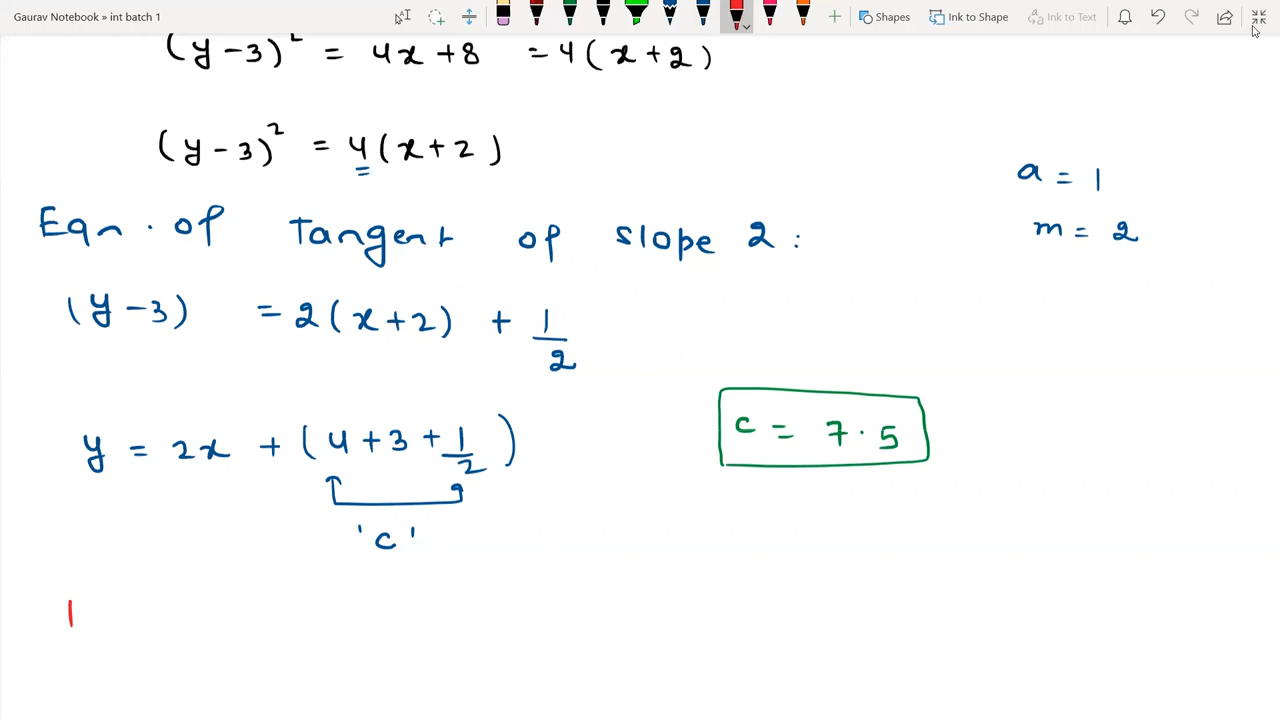 Gaurav Notebook » int batch 1
Shapes
Ink to Shape
Ink to Text
(y-3)² = 4x+8 = 4(x+2)
(y-3)² = 4(x+2)
a = 1
m = 2
Eqn. of Tangent of slope 2:
(y-3) = 2(x+2) + 1/2
y = 2x + (4+3+1/2)
c = 7.5
'c'